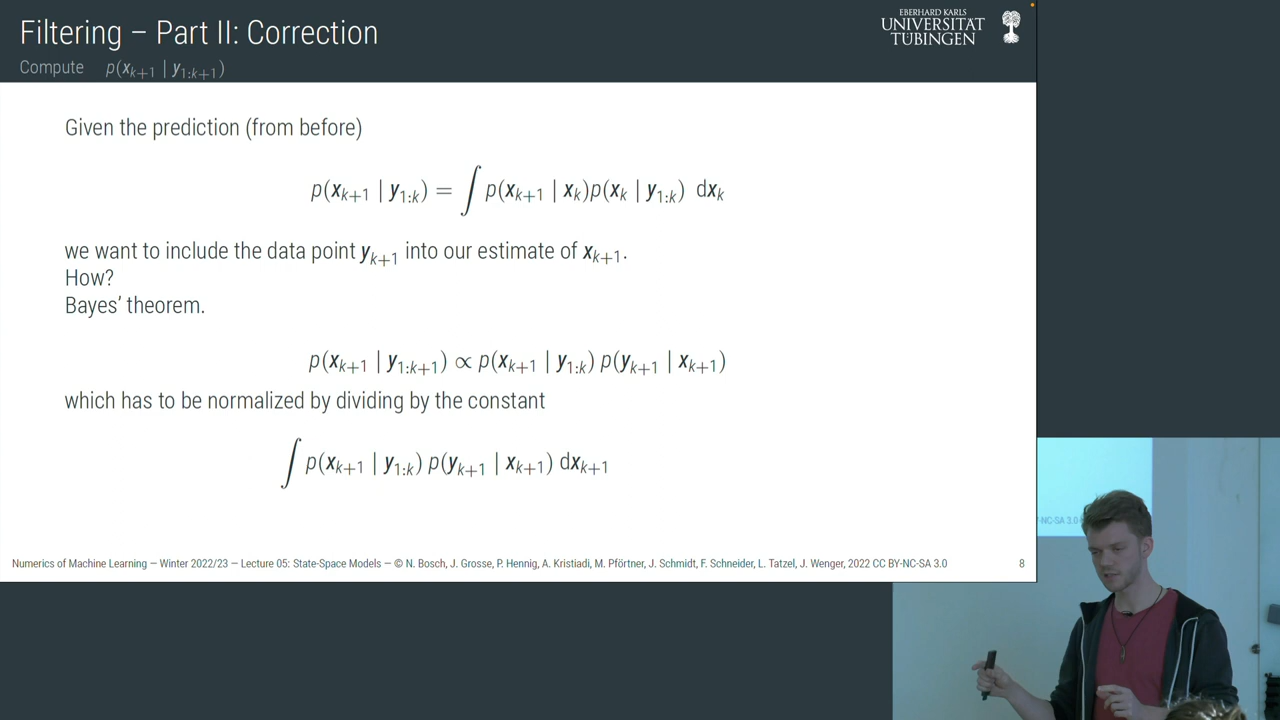 Filtering – Part II: Correction
Compute p(x_{k+1} | y_{1:k+1})
EBERHARD KARLS
UNIVERSITÄT
TÜBINGEN
Given the prediction (from before)
p(x_{k+1} | y_{1:k}) = ∫ p(x_{k+1} | x_k)p(x_k | y_{1:k}) dx_k
we want to include the data point y_{k+1} into our estimate of x_{k+1}.
How?
Bayes’ theorem.
p(x_{k+1} | y_{1:k+1}) ∝ p(x_{k+1} | y_{1:k}) p(y_{k+1} | x_{k+1})
which has to be normalized by dividing by the constant
∫ p(x_{k+1} | y_{1:k}) p(y_{k+1} | x_{k+1}) dx_{k+1}
Numerics of Machine Learning — Winter 2022/23 — Lecture 05: State-Space Models — © N. Bosch, J. Grosse, P. Hennig, A. Kristiadi, M. Pförtner, J. Schmidt, F. Schneider, L. Tatzel, J. Wenger, 2022 CC BY-NC-SA 3.0 8
-NC-SA 3.0